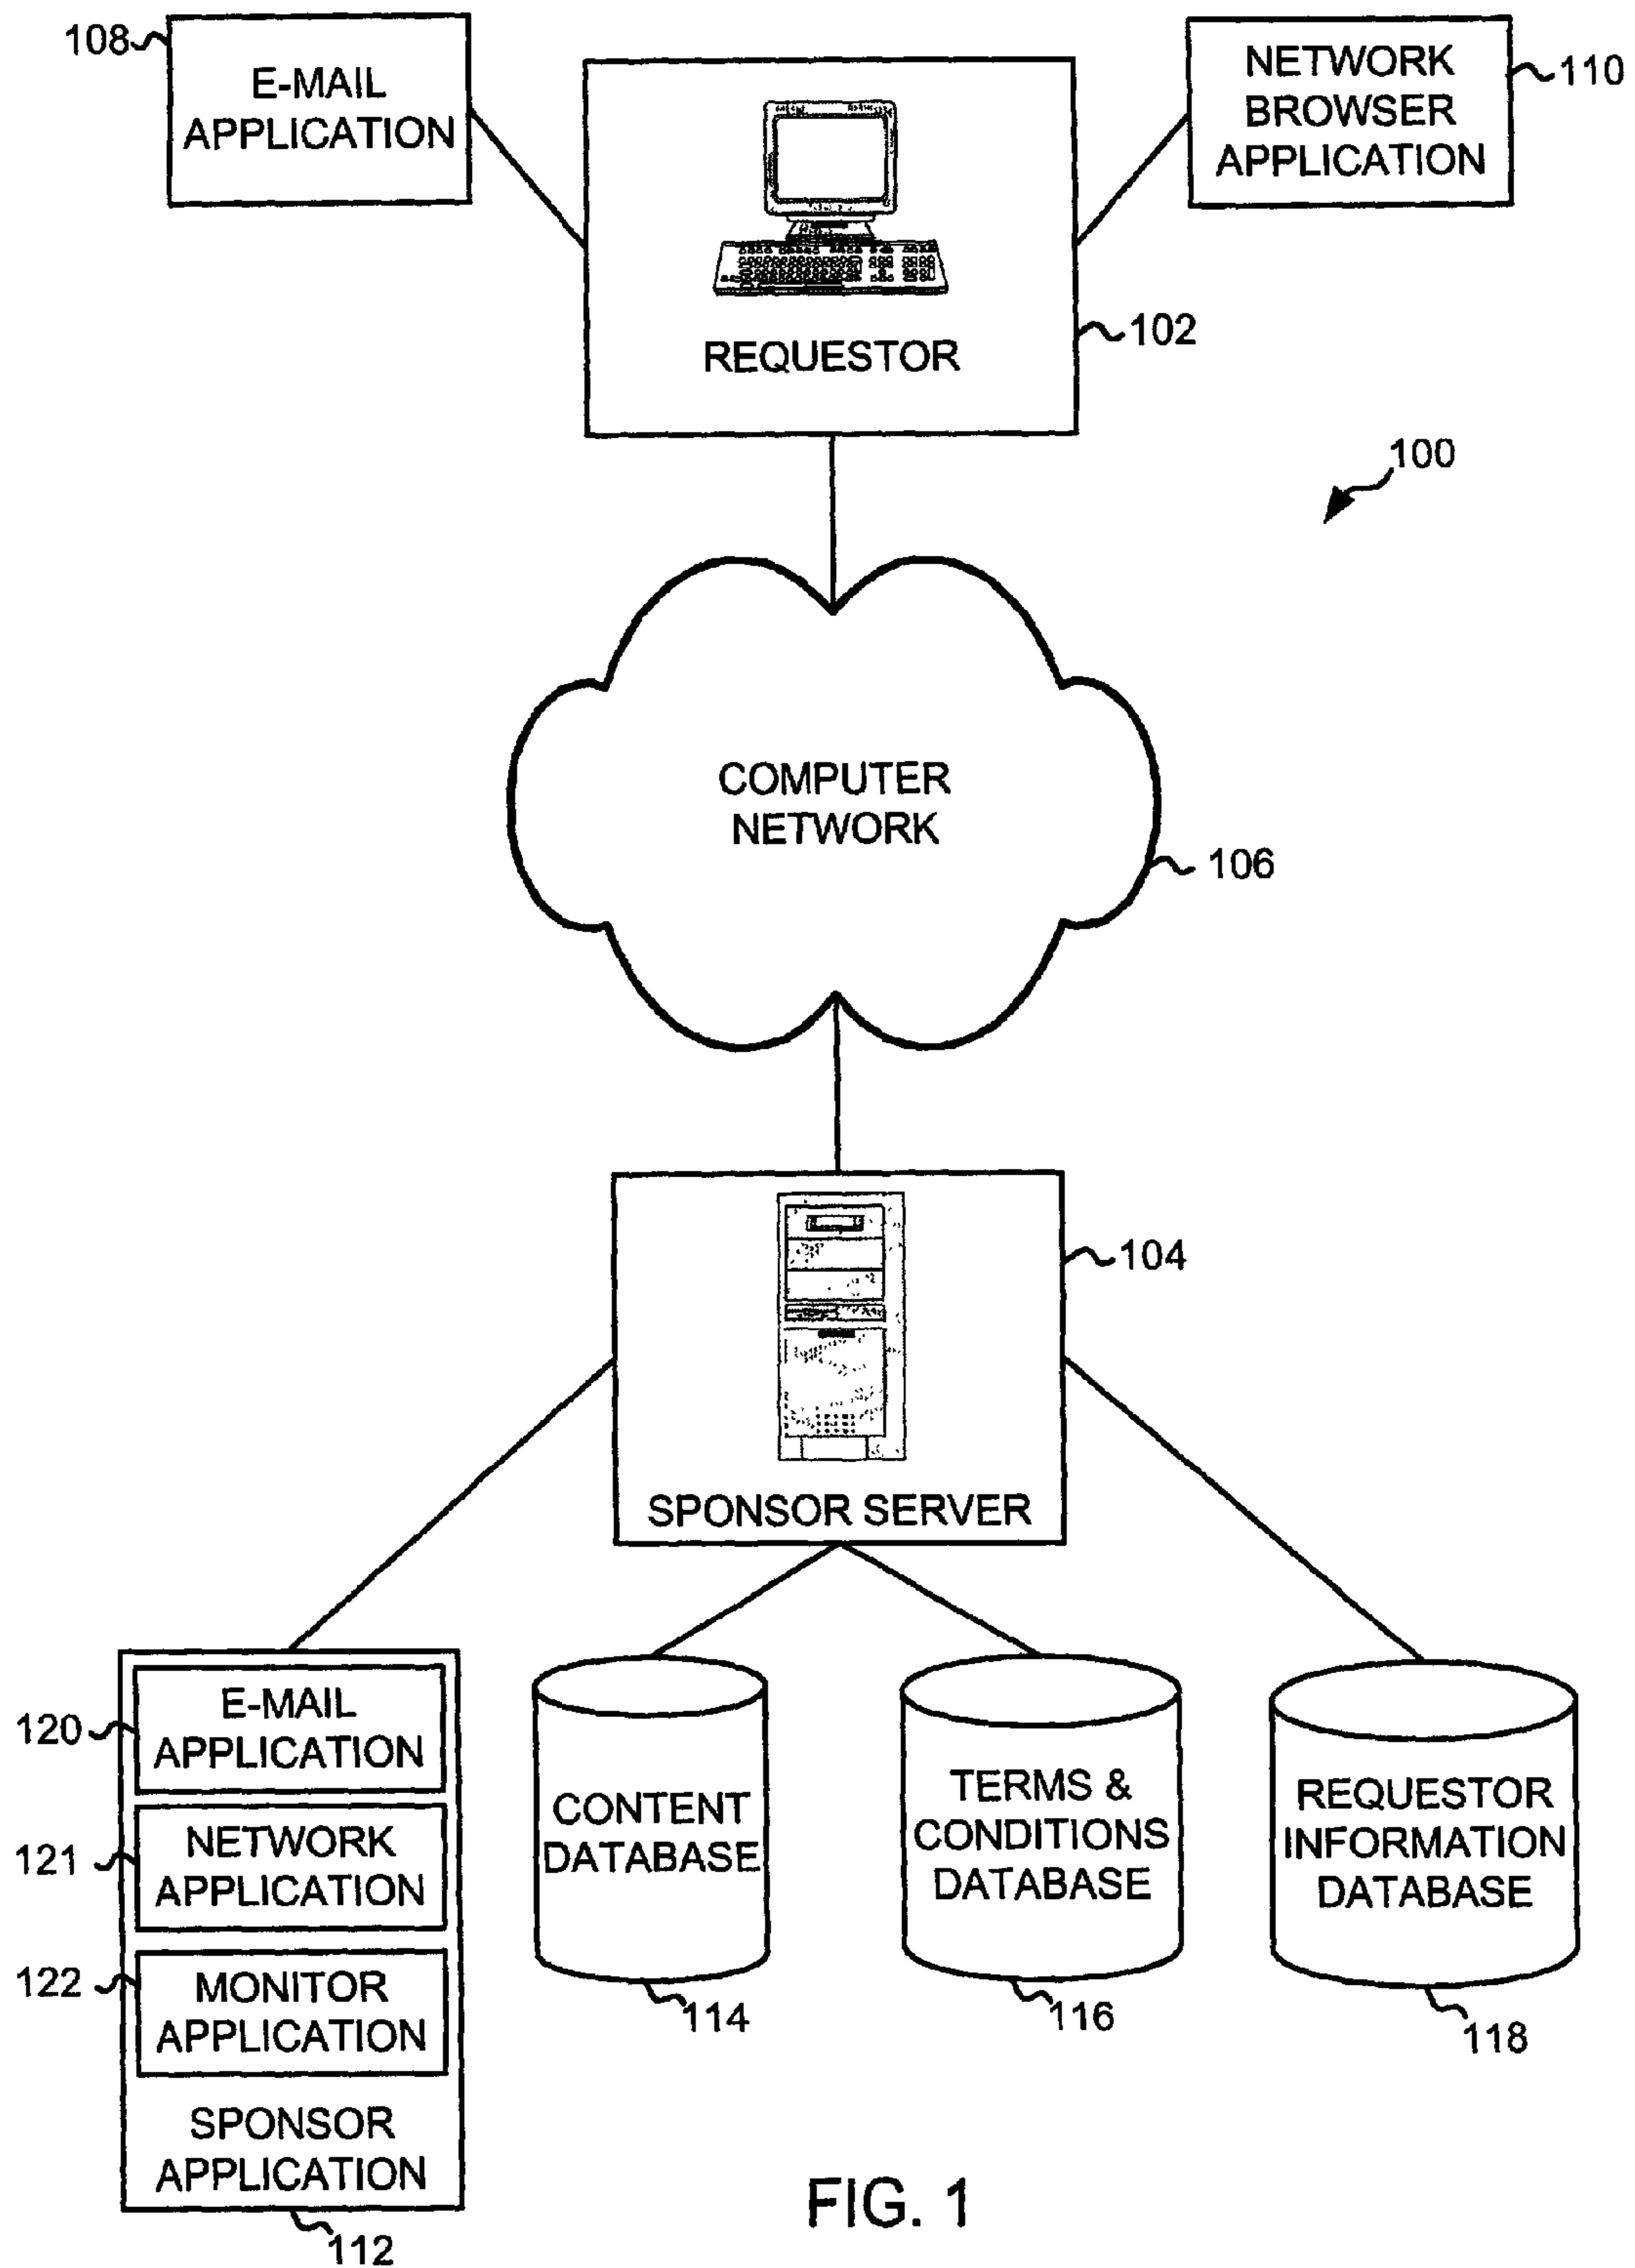 108
E-MAIL
APPLICATION
NETWORK
BROWSER
APPLICATION
110
REQUESTOR
102
100
COMPUTER
NETWORK
106
104
SPONSOR SERVER
120
E-MAIL
APPLICATION
121
NETWORK
APPLICATION
122
MONITOR
APPLICATION
SPONSOR
APPLICATION
112
CONTENT
DATABASE
114
TERMS &
CONDITIONS
DATABASE
116
REQUESTOR
INFORMATION
DATABASE
118
FIG. 1